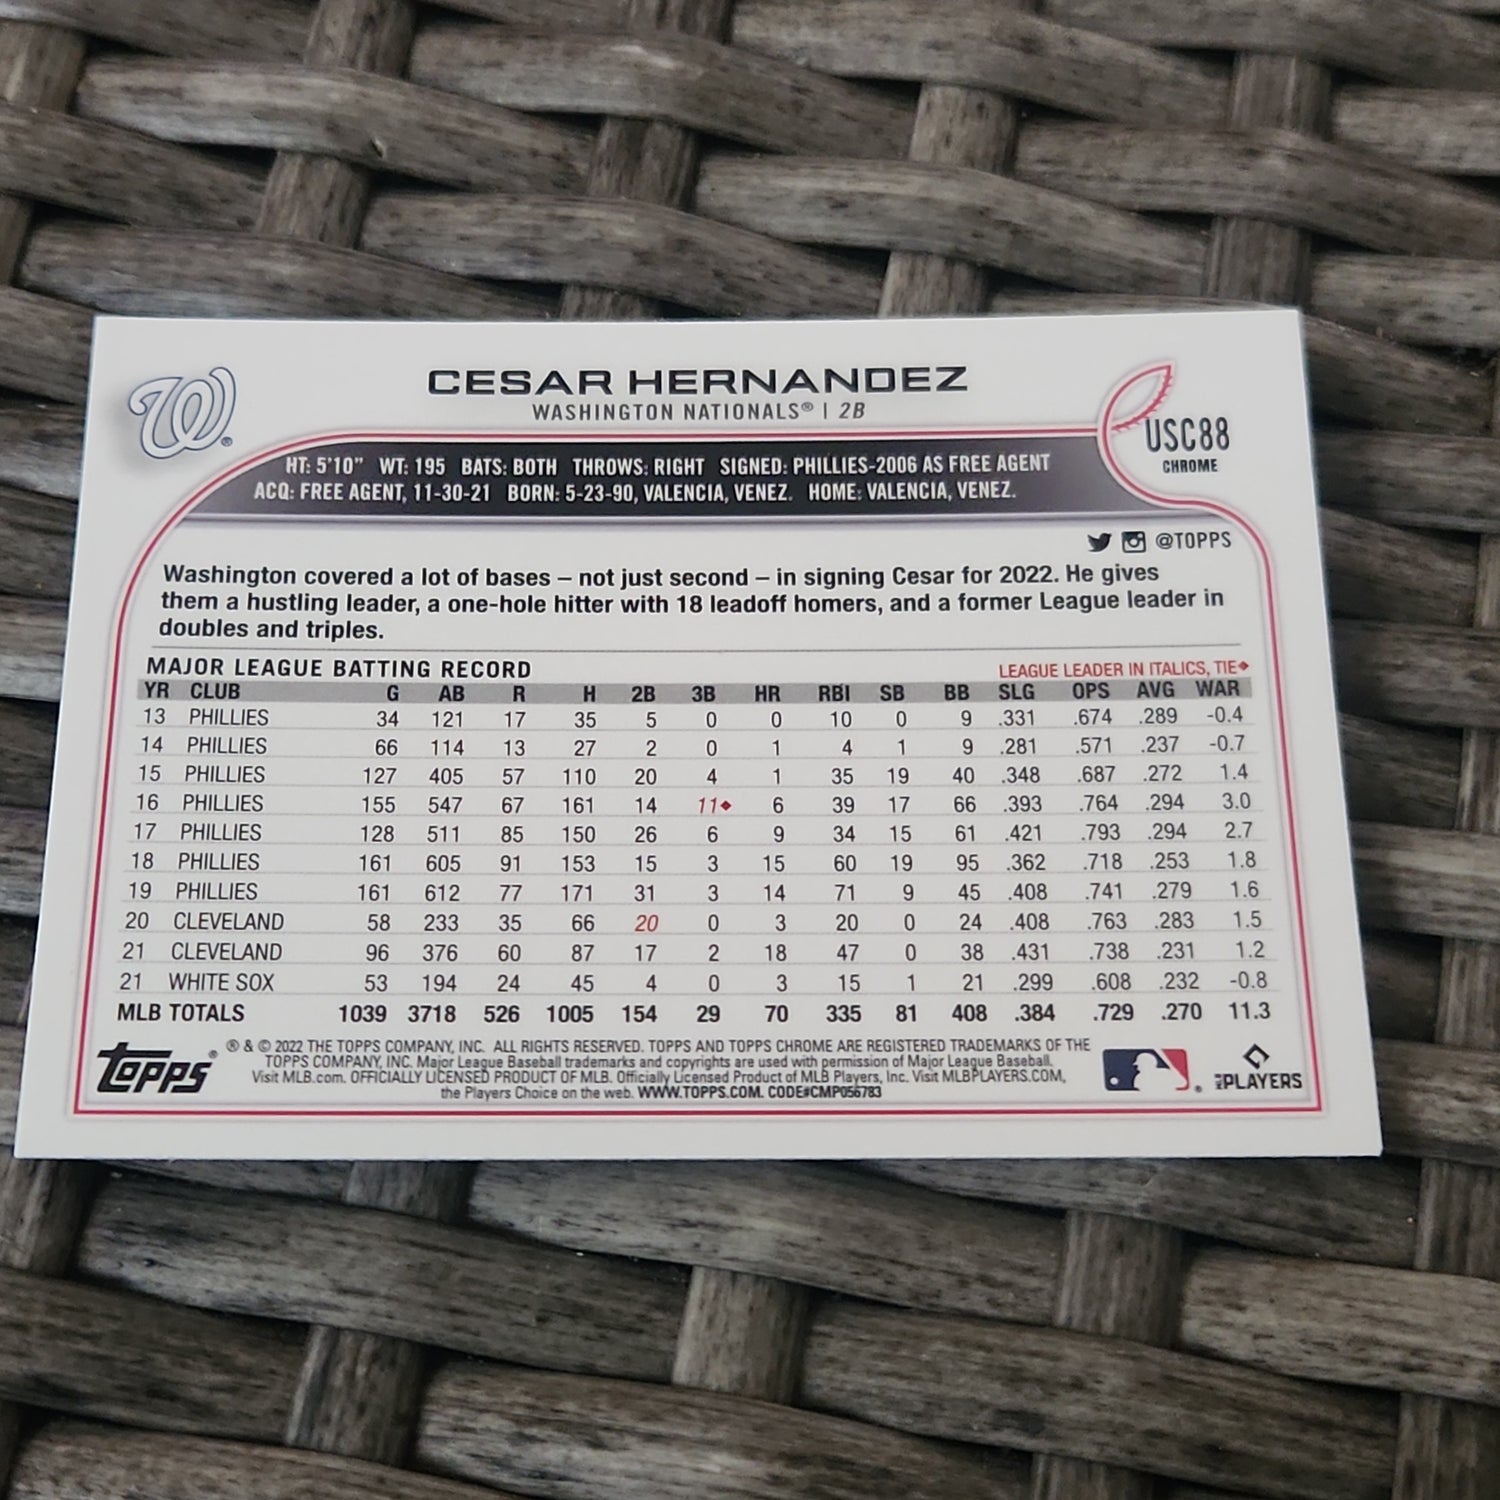 W®
CESAR HERNANDEZ
WASHINGTON NATIONALS® | 2B
USC88
CHROME
HT: 5'10" WT: 195 BATS: BOTH THROWS: RIGHT SIGNED: PHILLIES-2006 AS FREE AGENT
ACQ: FREE AGENT, 11-30-21 BORN: 5-23-90, VALENCIA, VENEZ. HOME: VALENCIA, VENEZ.
@TOPPS
Washington covered a lot of bases – not just second – in signing Cesar for 2022. He gives
them a hustling leader, a one-hole hitter with 18 leadoff homers, and a former League leader in
doubles and triples.
MAJOR LEAGUE BATTING RECORD LEAGUE LEADER IN ITALICS, TIE◆
YR CLUB G AB R H 2B 3B HR RBI SB BB SLG OPS AVG WAR
13 PHILLIES 34 121 17 35 5 0 0 10 0 9 .331 .674 .289 -0.4
14 PHILLIES 66 114 13 27 2 0 1 4 1 9 .281 .571 .237 -0.7
15 PHILLIES 127 405 57 110 20 4 1 35 19 40 .348 .687 .272 1.4
16 PHILLIES 155 547 67 161 14 11◆ 6 39 17 66 .393 .764 .294 3.0
17 PHILLIES 128 511 85 150 26 6 9 34 15 61 .421 .793 .294 2.7
18 PHILLIES 161 605 91 153 15 3 15 60 19 95 .362 .718 .253 1.8
19 PHILLIES 161 612 77 171 31 3 14 71 9 45 .408 .741 .279 1.6
20 CLEVELAND 58 233 35 66 20 0 3 20 0 24 .408 .763 .283 1.5
21 CLEVELAND 96 376 60 87 17 2 18 47 0 38 .431 .738 .231 1.2
21 WHITE SOX 53 194 24 45 4 0 3 15 1 21 .299 .608 .232 -0.8
MLB TOTALS 1039 3718 526 1005 154 29 70 335 81 408 .384 .729 .270 11.3
Topps®
® & © 2022 THE TOPPS COMPANY, INC. ALL RIGHTS RESERVED. TOPPS AND TOPPS CHROME ARE REGISTERED TRADEMARKS OF THE
TOPPS COMPANY, INC. Major League Baseball trademarks and copyrights are used with permission of Major League Baseball.
Visit MLB.com. OFFICIALLY LICENSED PRODUCT OF MLB. Officially Licensed Product of MLB Players, Inc. Visit MLBPLAYERS.COM,
the Players Choice on the web. WWW.TOPPS.COM. CODE#CMP056783
MLB PLAYERS